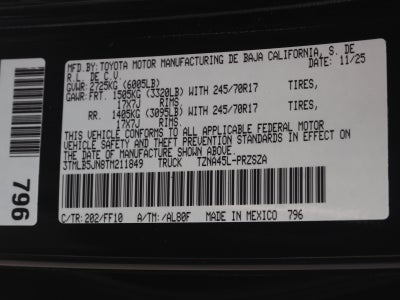 MFD.BY:TOYOTA MOTOR MANUFACTURING DE BAJA CALIFORNIA, S. DE
R.L. DE C.V. 11/25
GVWR: 2725KG (6005LB)
GAWR: FRT. 1505KG (3320LB) WITH 245/70R17 TIRES,
17X7J RIMS,
RR. 1405KG (3095LB) WITH 245/70R17 TIRES,
17X7J RIMS.
THIS VEHICLE CONFORMS TO ALL APPLICABLE FEDERAL MOTOR
VEHICLE SAFETY AND THEFT PREVENTION STANDARDS IN EFFECT ON
THE DATE OF MANUFACTURE SHOWN ABOVE.
3TMLB5JN8TM211849 TRUCK TZNA45L-PRZSZA
C/TR: 202/FF10 A/TM: /AL80F MADE IN MEXICO 796
796